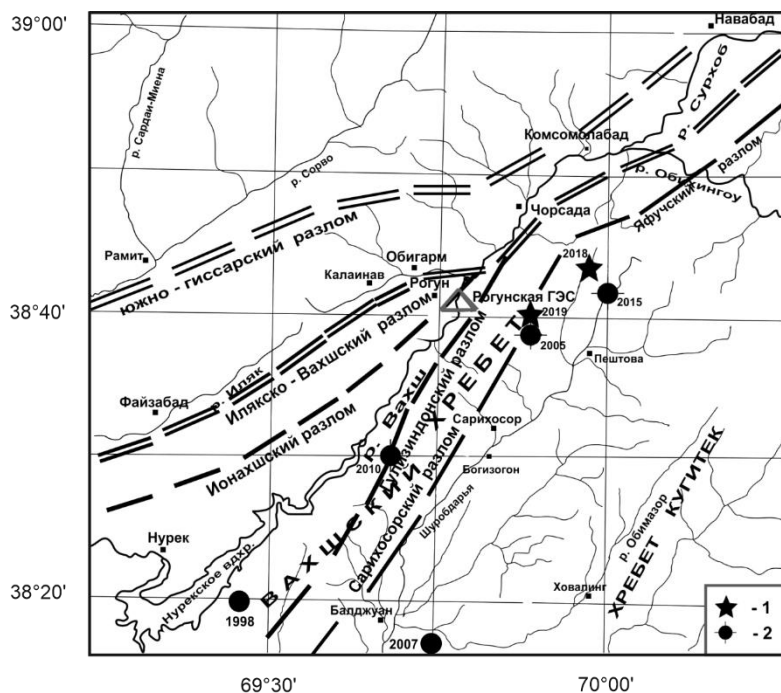 39°00'
Навабад
р. Сардаи-Миена
р. Сурхоб
Комсомолабад
р. Сорво
р. Обихингоу
Яфучский разлом
Чорсада
Рамит
южно - гиссарский разлом
Обигарм
Калаинав
Рогун
2018
38°40'
Рогунская ГЭС
2015
2019
2005
Пештова
р. Иляк
Илякско - Вахшский разлом
Файзабад
Ионахшский разлом
р. Вахш
ВАХШСКИЙ ХРЕБЕТ
Гулизиндонский разлом
Сарихосор
2010
Богизогон
Сарихосорский разлом
Шуробдарья
р. Обимазор
ХРЕБЕТ КУГИТЕК
Нурек
Нурекское вдхр.
38°20'
Ховалинг
1998
Балджуан
2007
- 1
- 2
69°30'
70°00'